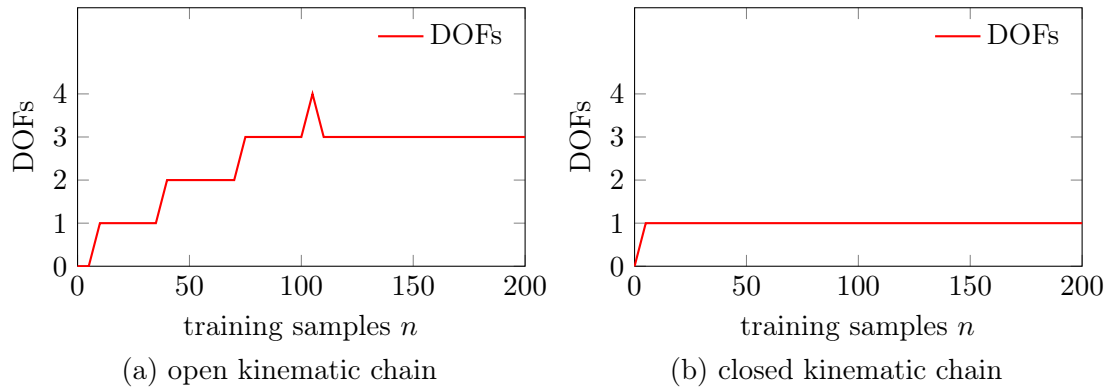 DOFs
DOFs
4
3
2
1
0
0 50 100 150 200
training samples n
(a) open kinematic chain
DOFs
DOFs
4
3
2
1
0
0 50 100 150 200
training samples n
(b) closed kinematic chain